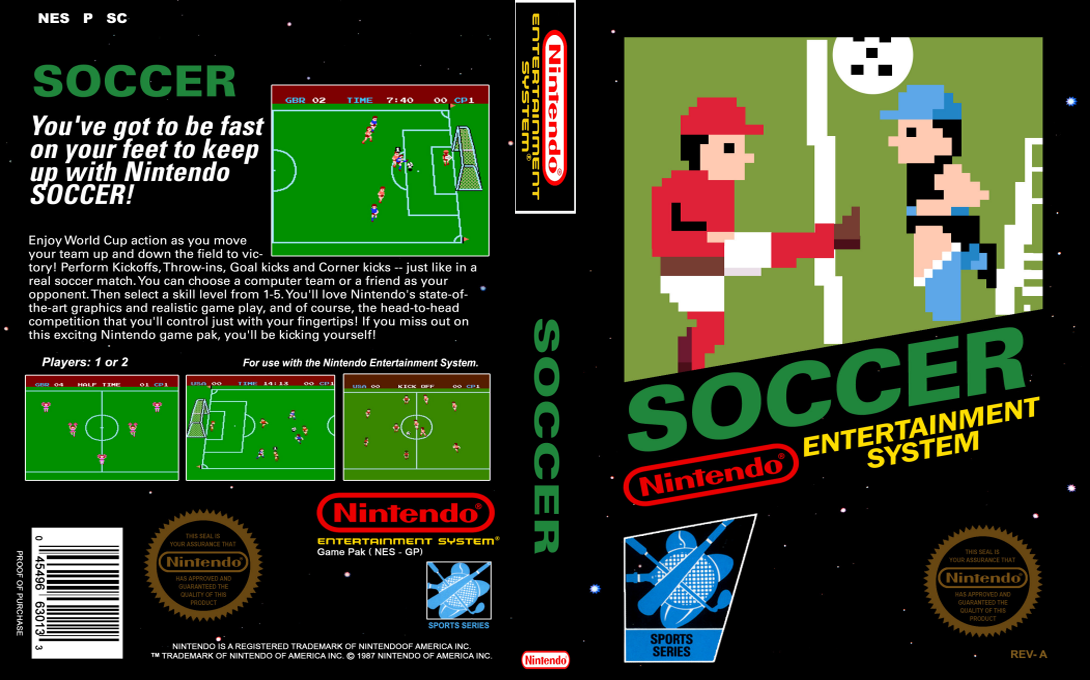 NES P SC
SOCCER
You've got to be fast
on your feet to keep
up with Nintendo
SOCCER!
GBR 02 TIME 7:40 00 CP1
Enjoy World Cup action as you move
your team up and down the field to vic-
tory! Perform Kickoffs, Throw-ins, Goal kicks and Corner kicks -- just like in a
real soccer match. You can choose a computer team or a friend as your
opponent. Then select a skill level from 1-5. You'll love Nintendo's state-of-
the-art graphics and realistic game play, and of course, the head-to-head
competition that you'll control just with your fingertips! If you miss out on
this excitng Nintendo game pak, you'll be kicking yourself!
Players: 1 or 2
For use with the Nintendo Entertainment System.
GBR 04 HALF TIME 01 CP1
USA 00 TIME 14:13 00 CP1
USA 00 KICK OFF 00 CP1
PROOF OF PURCHASE
0 45496 63013 3
THIS SEAL IS
YOUR ASSURANCE THAT
Nintendo®
HAS APPROVED AND
GUARANTEED THE
QUALITY OF THIS
PRODUCT
Nintendo®
ENTERTAINMENT SYSTEM®
Game Pak ( NES - GP)
SPORTS SERIES
NINTENDO IS A REGISTERED TRADEMARK OF NINTENDOOF AMERICA INC.
™ TRADEMARK OF NINTENDO OF AMERICA INC. © 1987 NINTENDO OF AMERICA INC.
Nintendo®
ENTERTAINMENT
SYSTEM®
SOCCER
Nintendo
SOCCER
Nintendo®
ENTERTAINMENT
SYSTEM
SPORTS
SERIES
THIS SEAL IS
YOUR ASSURANCE THAT
Nintendo®
HAS APPROVED AND
GUARANTEED THE
QUALITY OF THIS
PRODUCT
REV- A